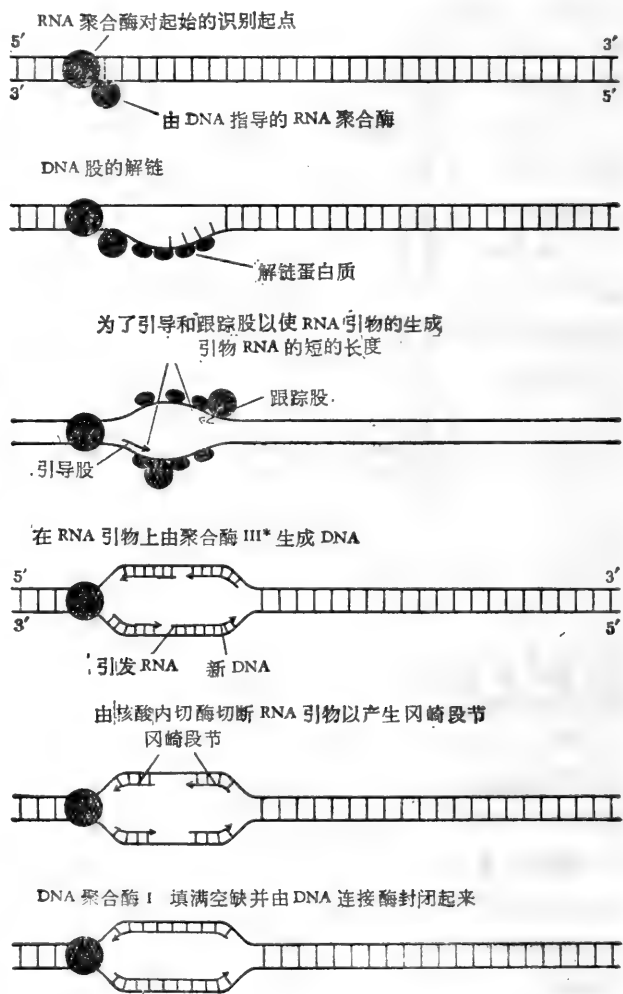 RNA 聚合酶对起始的识别起点
5′ 3′
3′ 5′
由 DNA 指导的 RNA 聚合酶
DNA 股的解链
解链蛋白质
为了引导和跟踪股以使 RNA 引物的生成
引物 RNA 的短的长度
跟踪股
引导股
在 RNA 引物上由聚合酶 III* 生成 DNA
5′ 3′
3′ 5′
引发 RNA 新 DNA
由核酸内切酶切断 RNA 引物以产生冈崎段节
冈崎段节
DNA 聚合酶 I 填满空缺并由 DNA 连接酶封闭起来